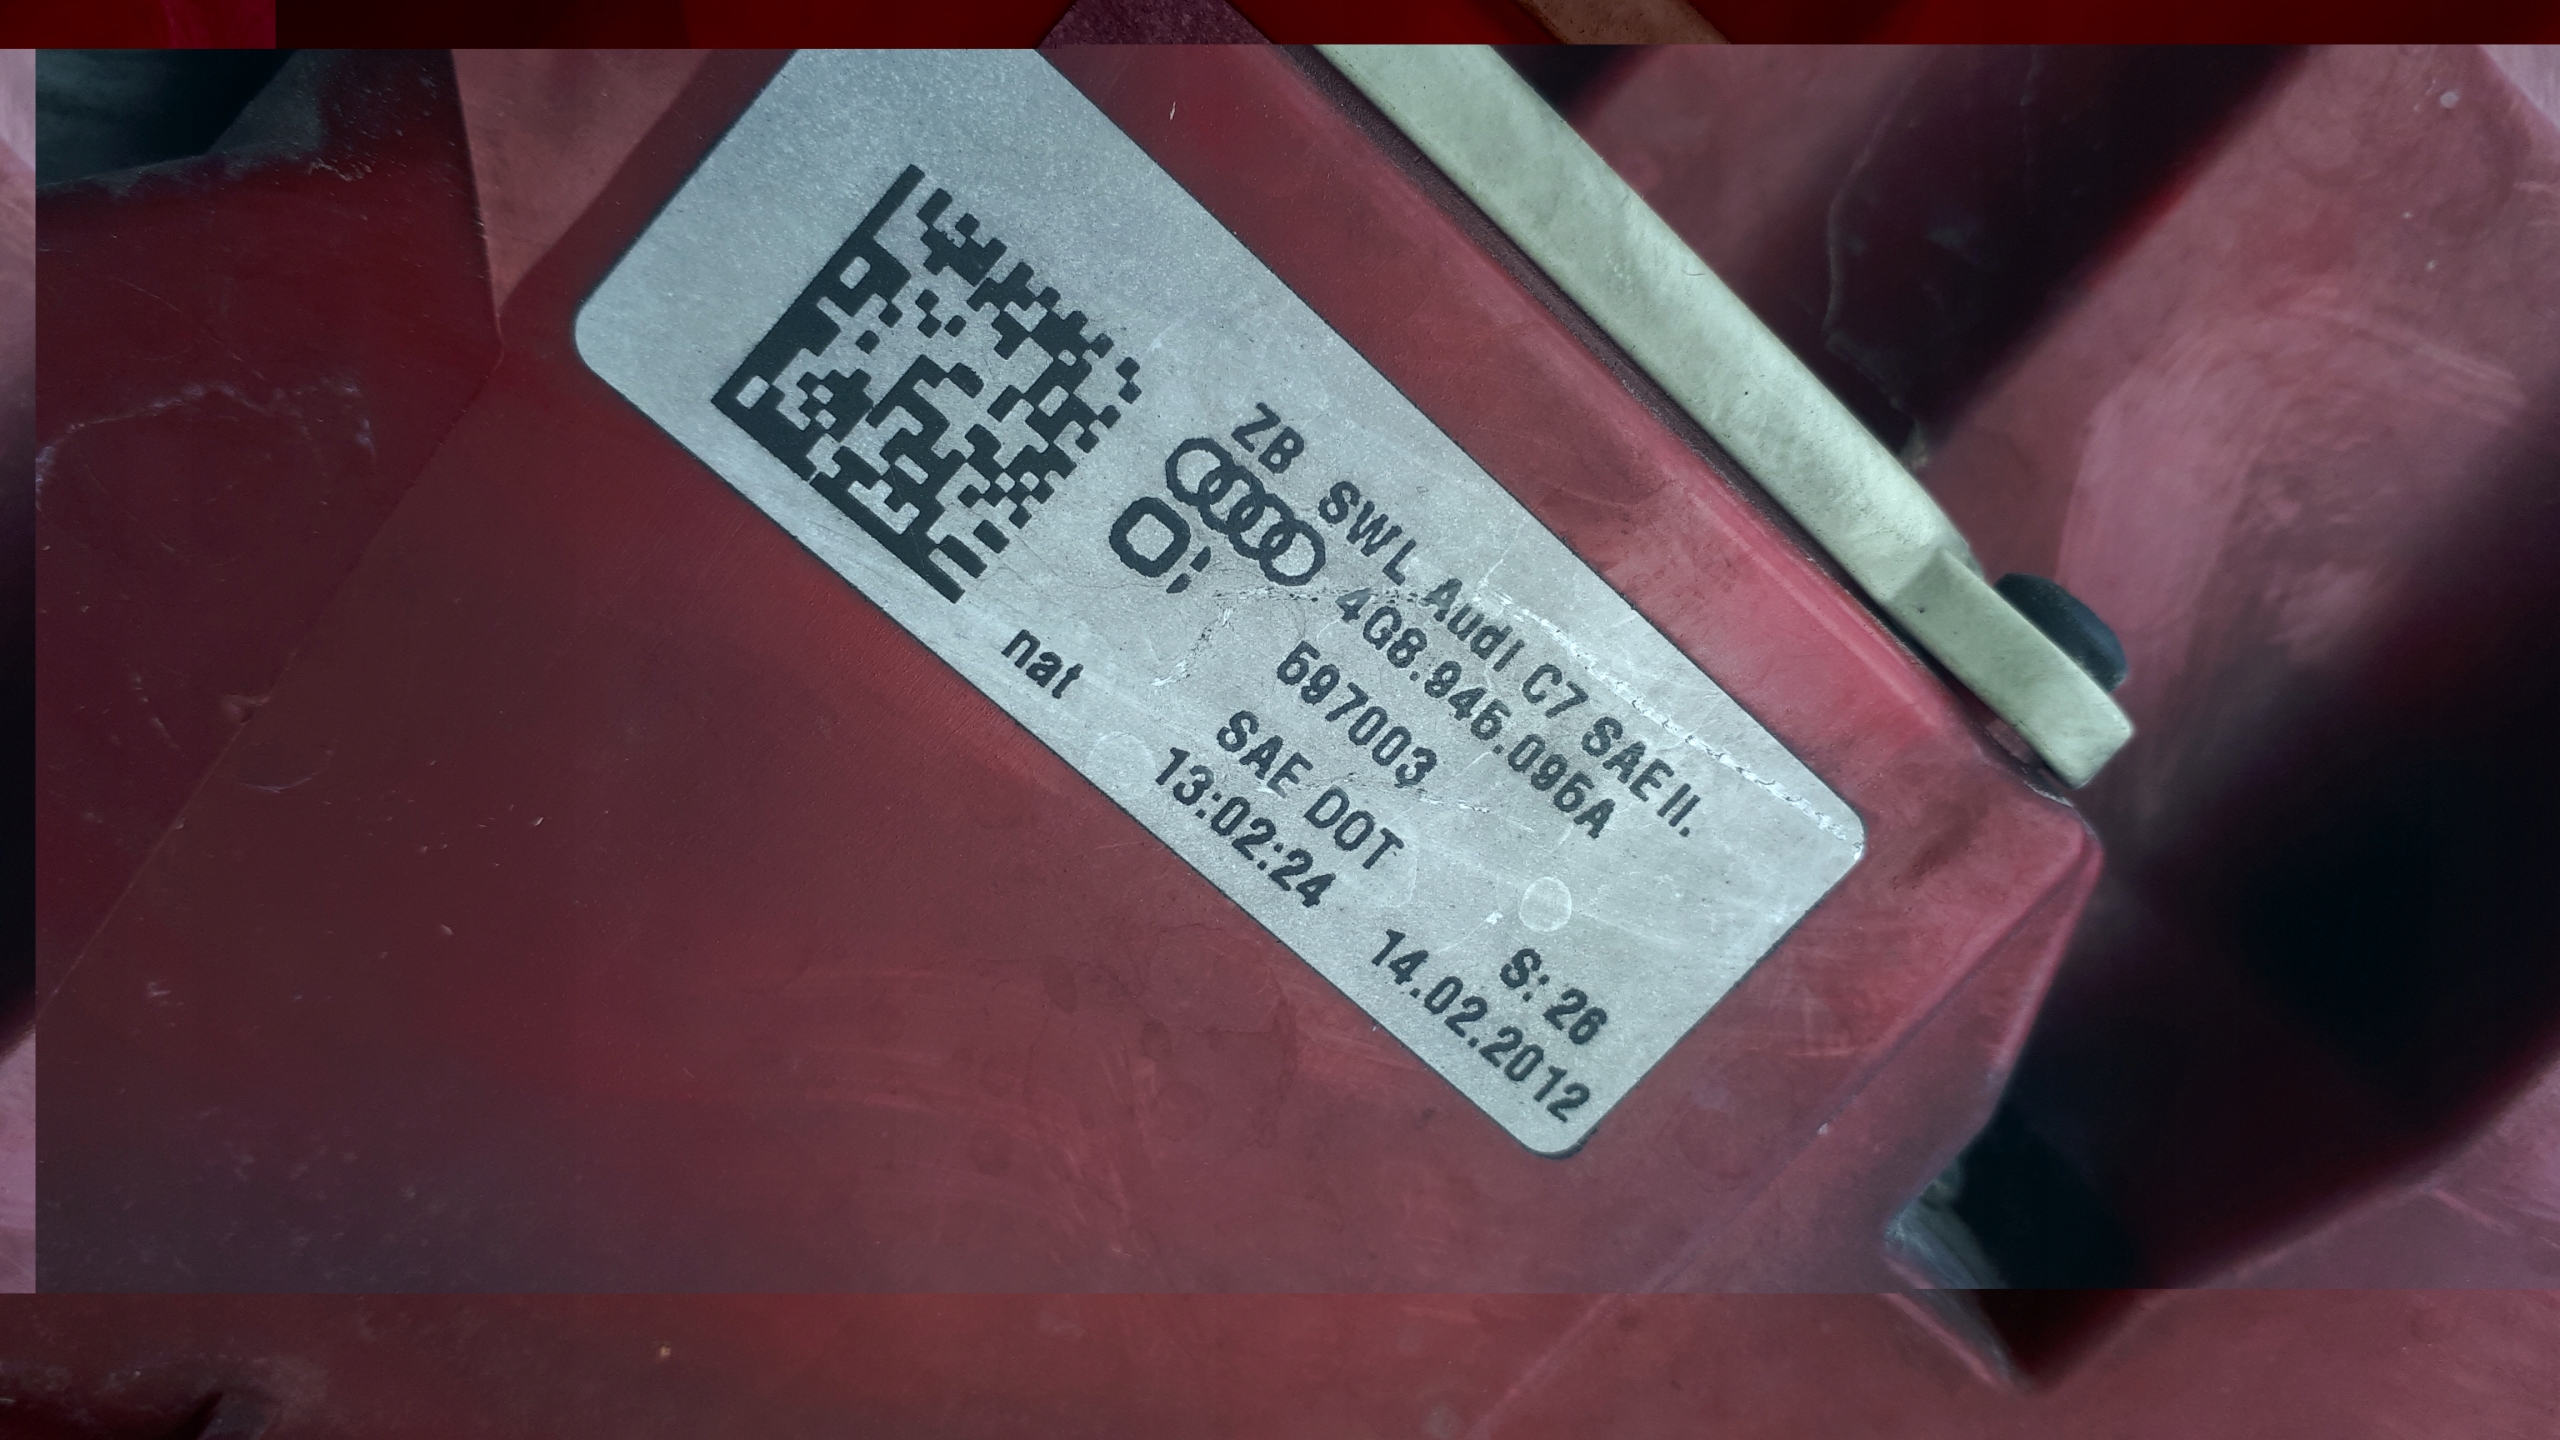 ZB SWL Audi C7 SAE II.
4G8.945.095A
597003
SAE DOT S: 26
nat 13:02:24 14.02.2012